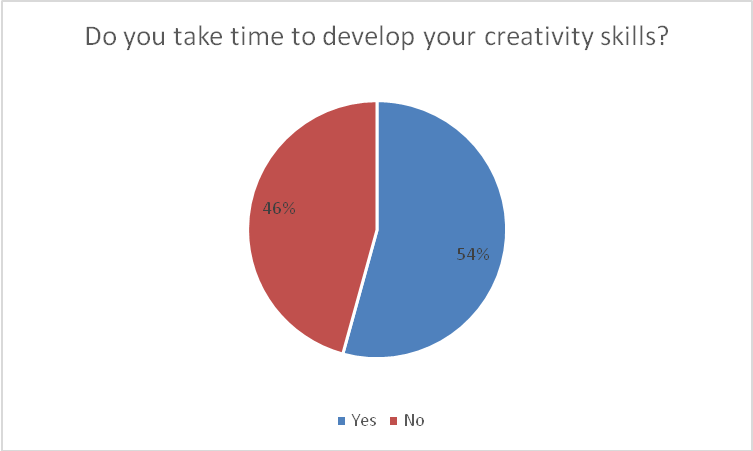 Do you take time to develop your creativity skills?
46%
54%
Yes No